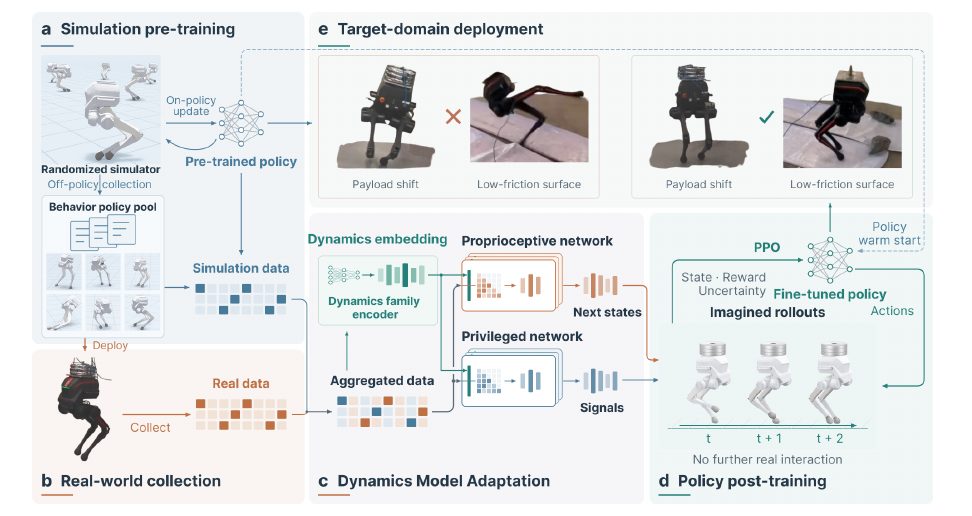 a Simulation pre-training
On-policy
update
Pre-trained policy
Randomized simulator
Off-policy collection
Behavior policy pool
Simulation data
Deploy
Real data
Collect
b Real-world collection
e Target-domain deployment
Payload shift
Low-friction surface
Payload shift
Low-friction surface
Dynamics embedding
Dynamics family
encoder
Aggregated data
Proprioceptive network
Next states
Privileged network
Signals
c Dynamics Model Adaptation
Policy
warm start
PPO
State · Reward
Uncertainty
Fine-tuned policy
Actions
Imagined rollouts
t
t + 1
t + 2
No further real interaction
d Policy post-training